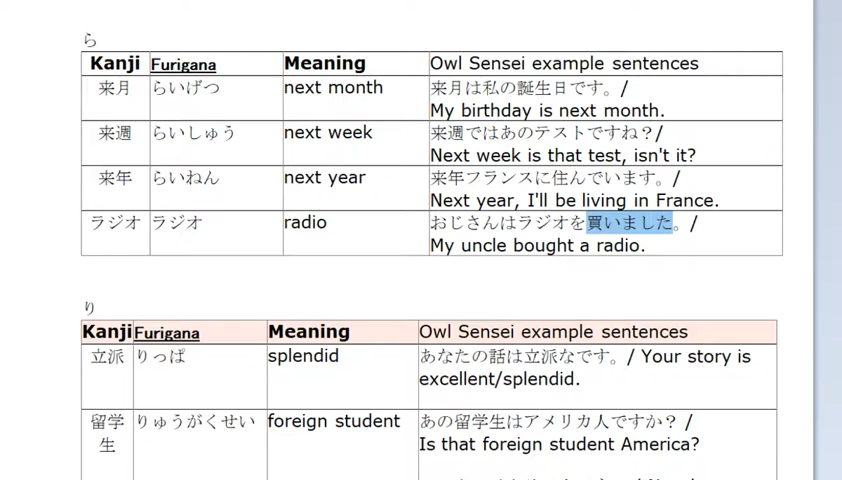 ら
Kanji Furigana Meaning Owl Sensei example sentences
来月 らいげつ next month 来月は私の誕生日です。/
My birthday is next month.
来週 らいしゅう next week 来週ではあのテストですね？/
Next week is that test, isn't it?
来年 らいねん next year 来年フランスに住んでいます。/
Next year, I'll be living in France.
ラジオ ラジオ radio おじさんはラジオを買いました。/
My uncle bought a radio.
り
Kanji Furigana Meaning Owl Sensei example sentences
立派 りっぱ splendid あなたの話は立派なです。/ Your story is
excellent/splendid.
留学 りゅうがくせい foreign student あの留学生はアメリカ人ですか？ /
生 Is that foreign student America?